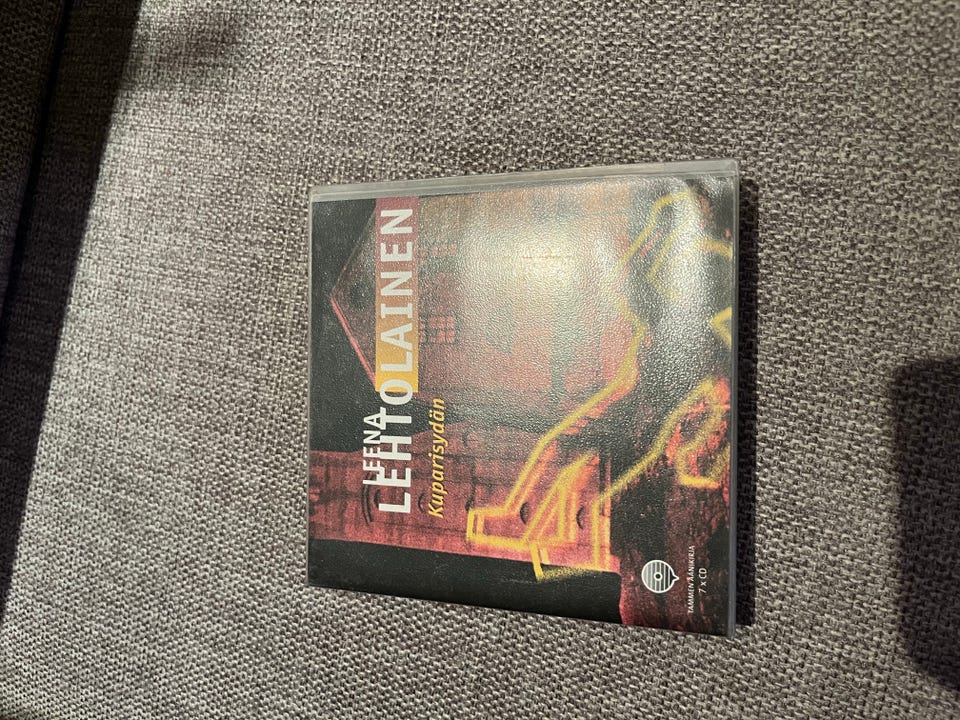 LEENA
LEHTOLAINEN
Kuparisydän
TAMMEN ÄÄNIKIRJA
7 x CD